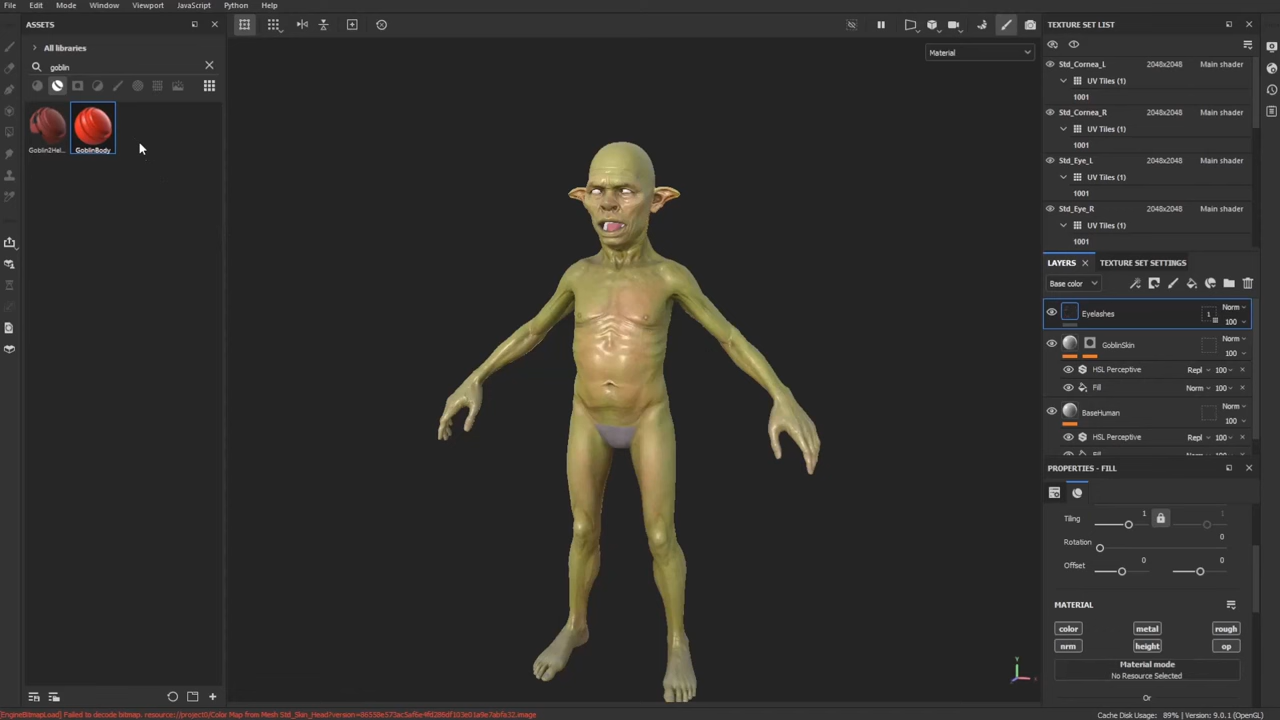 File Edit Mode Window Viewport JavaScript Python Help
ASSETS
All libraries
goblin
Goblin2Hel...
GoblinBody
Material
TEXTURE SET LIST
Std_Cornea_L 2048x2048 Main shader
UV Tiles (1)
1001
Std_Cornea_R 2048x2048 Main shader
UV Tiles (1)
1001
Std_Eye_L 2048x2048 Main shader
UV Tiles (1)
1001
Std_Eye_R 2048x2048 Main shader
UV Tiles (1)
1001
LAYERS TEXTURE SET SETTINGS
Base color
Eyelashes 1 Norm 100
GoblinSkin Norm 100
HSL Perceptive Repl 100
Fill Norm 100
BaseHuman Norm 100
HSL Perceptive Repl 100
PROPERTIES - FILL
Tiling 1 1
Rotation 0
Offset 0 0
MATERIAL
color metal rough
nrm height op
Material mode
No Resource Selected
Or
Y
Cache Disk Usage: 89% | Version: 9.0.1 (OpenGL)